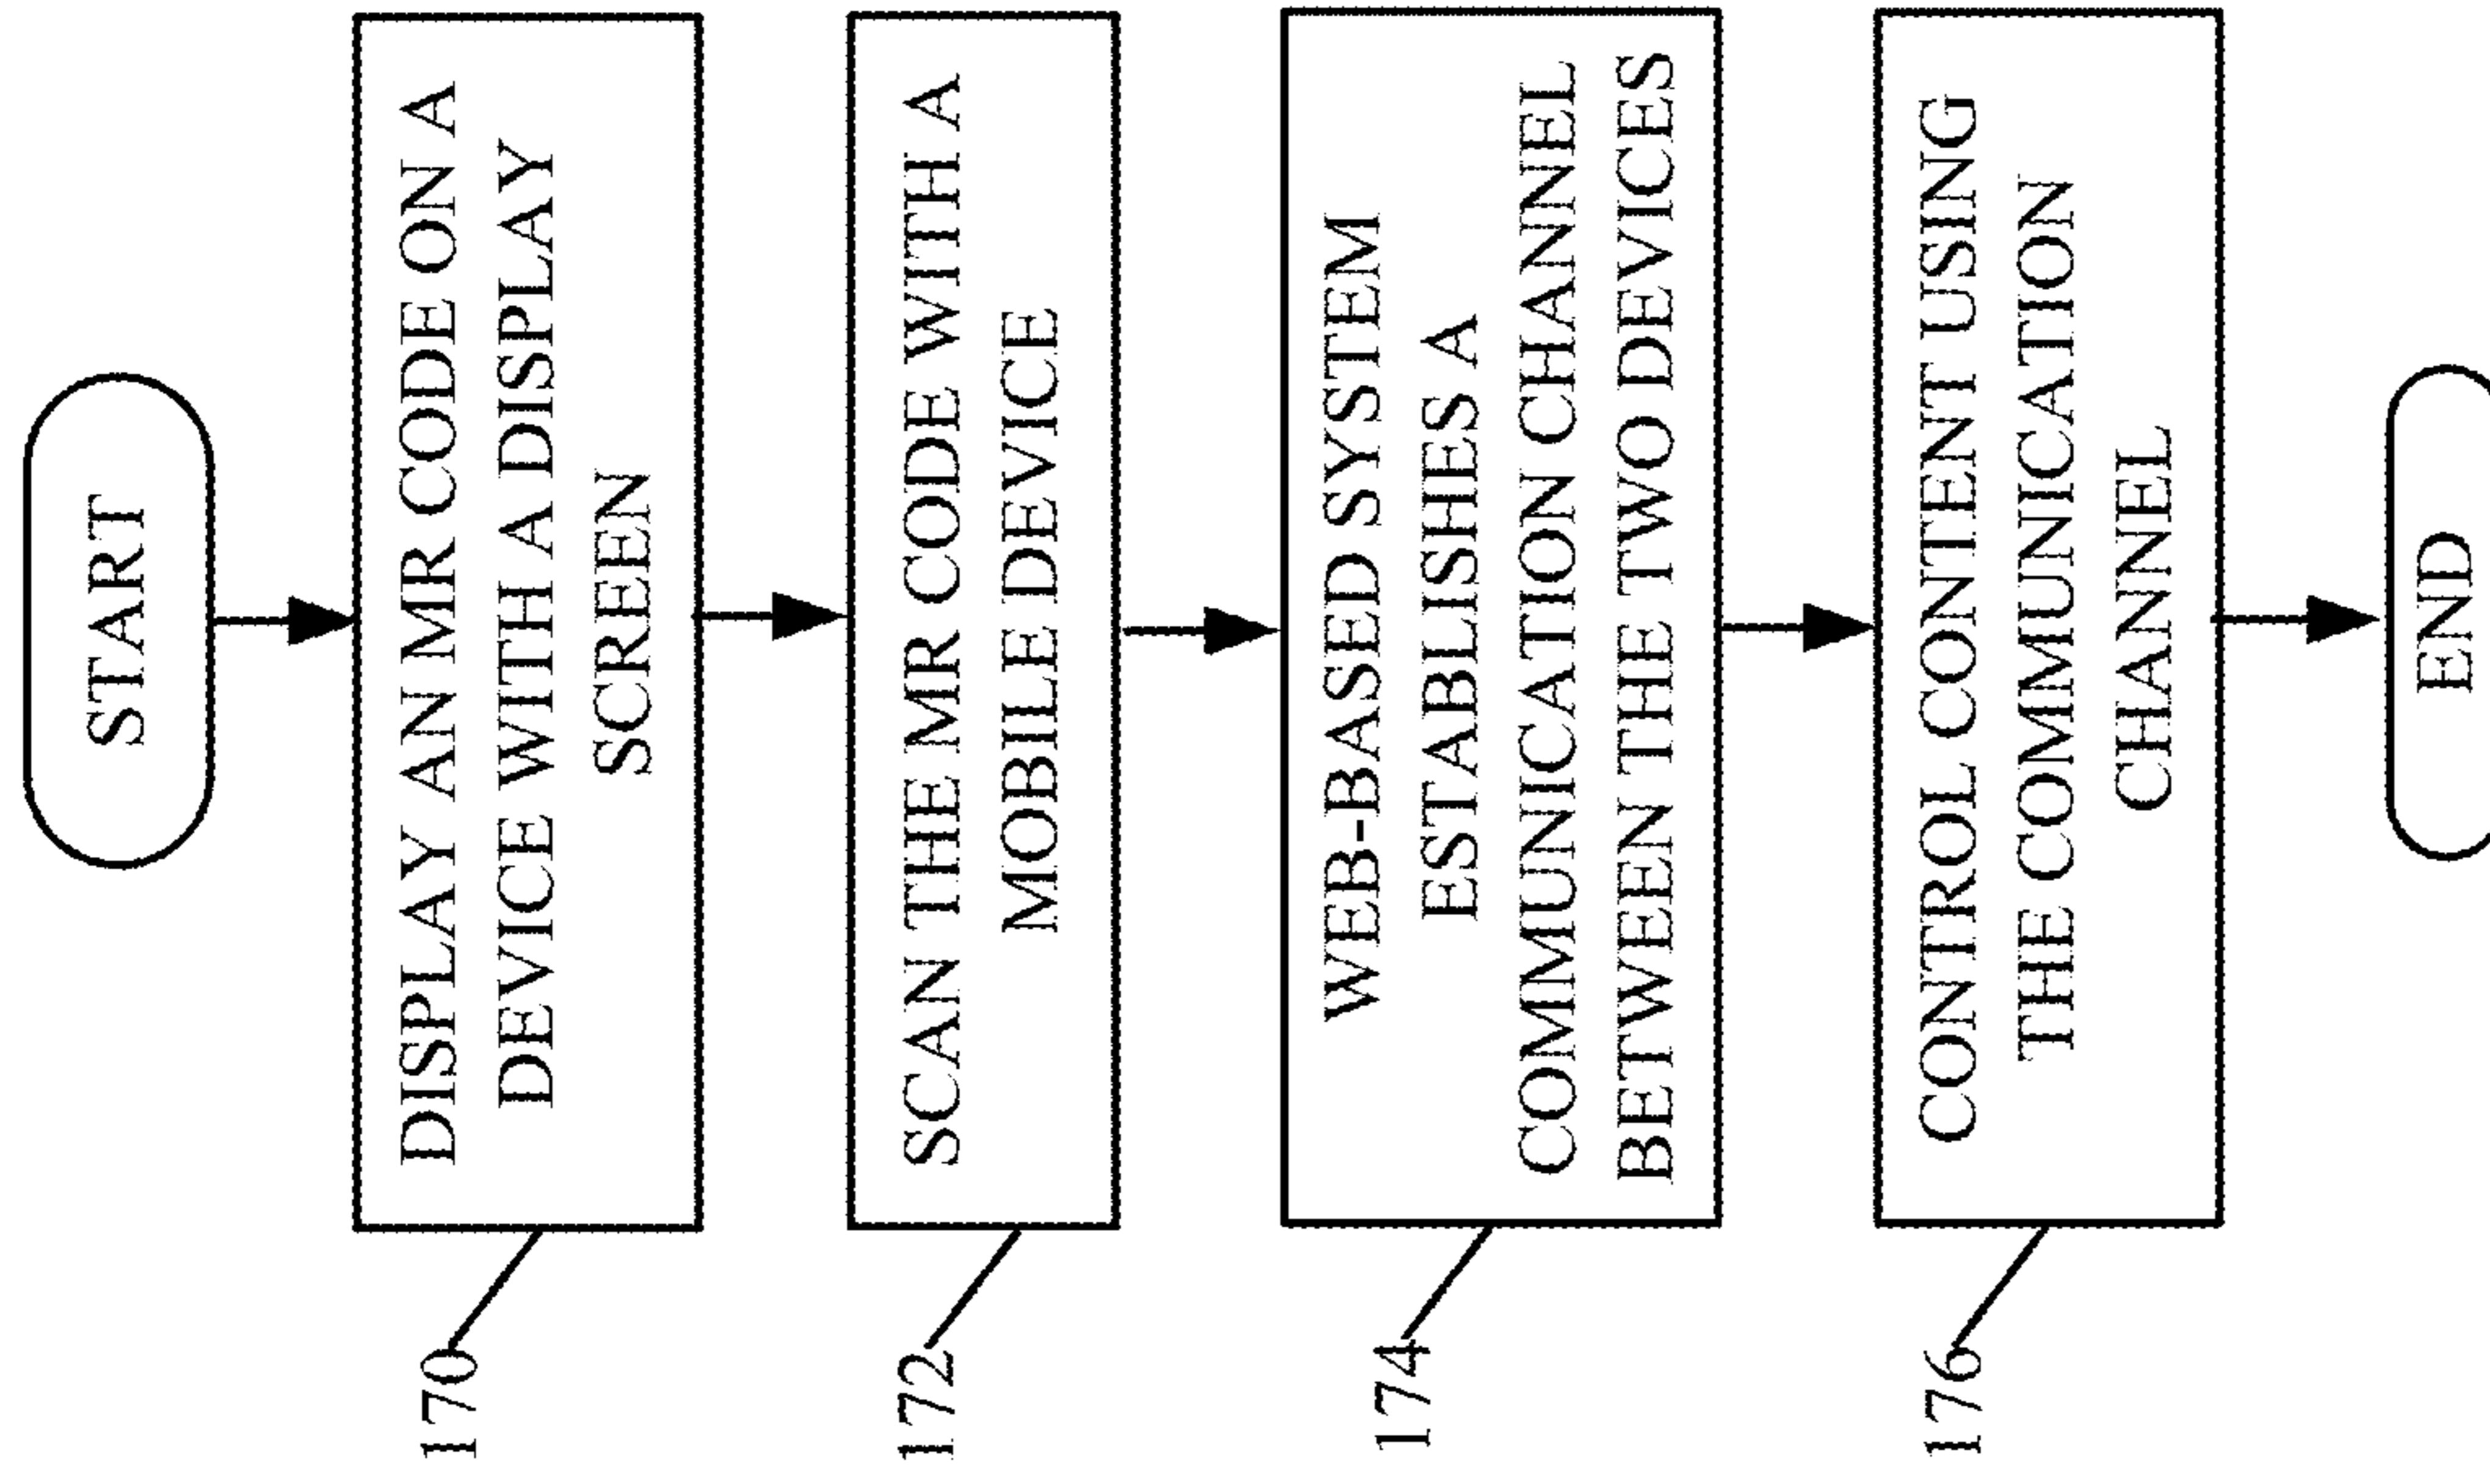 START
DISPLAY AN MR CODE ON A
DEVICE WITH A DISPLAY
SCREEN
170
SCAN THE MR CODE WITH A
MOBILE DEVICE
172
WEB-BASED SYSTEM
ESTABLISHES A
COMMUNICATION CHANNEL
BETWEEN THE TWO DEVICES
174
CONTROL CONTENT USING
THE COMMUNICATION
CHANNEL
176
END